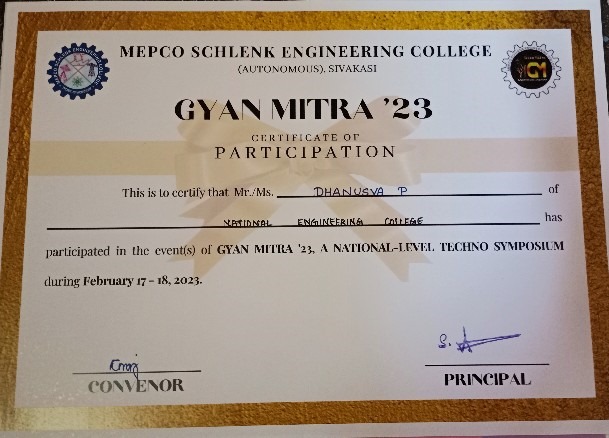 MEPCO SCHLENK ENGINEERING COLLEGE
(AUTONOMOUS), SIVAKASI
GYAN MITRA '23
CERTIFICATE OF
PARTICIPATION
This is to certify that Mr./Ms. DHANUSVA P of
NATIONAL ENGINEERING COLLEGE has
participated in the event(s) of GYAN MITRA '23, A NATIONAL-LEVEL TECHNO SYMPOSIUM
during February 17 - 18, 2023.
CONVENOR
PRINCIPAL